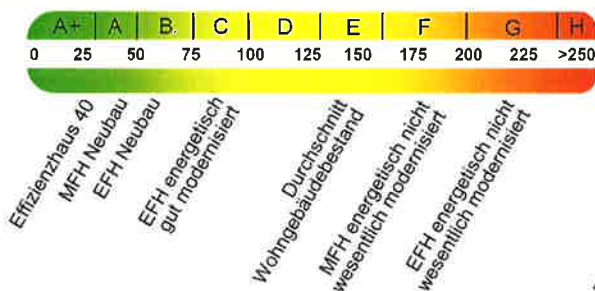 A+ A B C D E F G H
0 25 50 75 100 125 150 175 200 225 >250
Effizienzhaus 40
MFH Neubau
EFH Neubau
EFH energetisch
gut modernisiert
Durchschnitt
Wohngebäudebestand
MFH energetisch nicht
wesentlich modernisiert
EFH energetisch nicht
wesentlich modernisiert